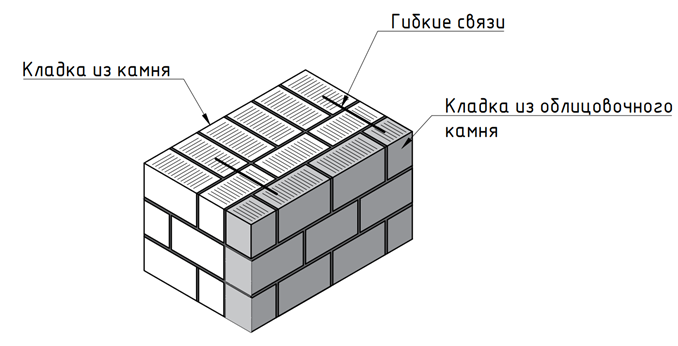 Гибкие связи
Кладка из камня
Кладка из облицовочного
камня